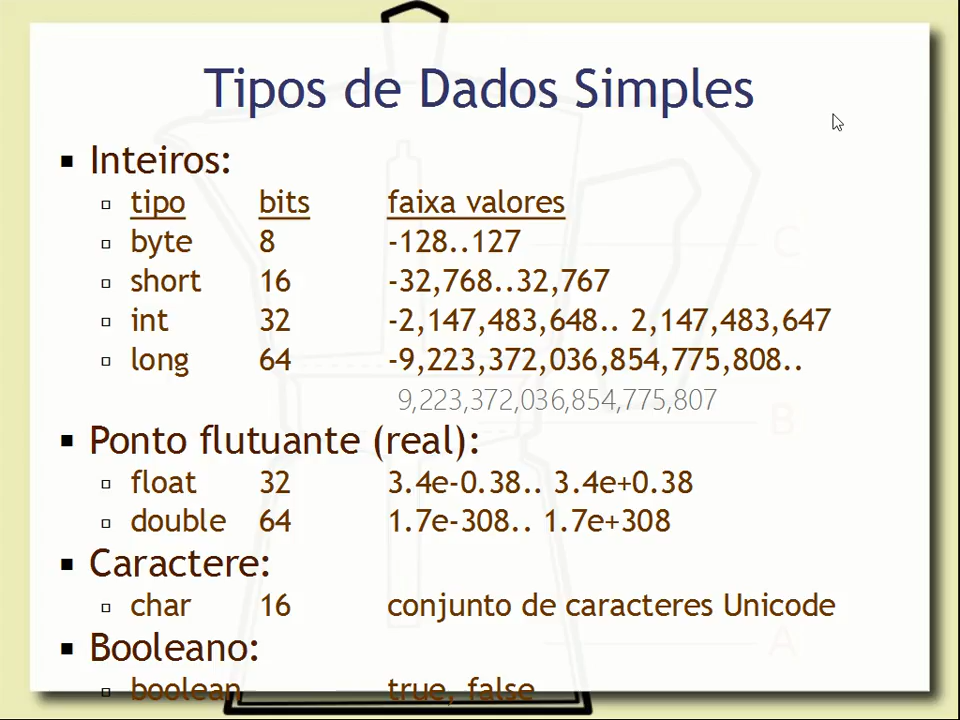 Tipos de Dados Simples
Inteiros:
tipo bits faixa valores
byte 8 -128..127
short 16 -32,768..32,767
int 32 -2,147,483,648.. 2,147,483,647
long 64 -9,223,372,036,854,775,808..
9,223,372,036,854,775,807
Ponto flutuante (real):
float 32 3.4e-0.38.. 3.4e+0.38
double 64 1.7e-308.. 1.7e+308
Caractere:
char 16 conjunto de caracteres Unicode
Booleano:
boolean true, false
C
B
A